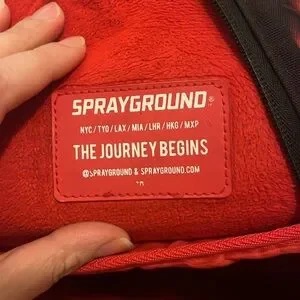 SPRAYGROUND®
NYC / TYO / LAX / MIA / LHR / HKG / MXP
THE JOURNEY BEGINS
@SPRAYGROUND & SPRAYGROUND.COM